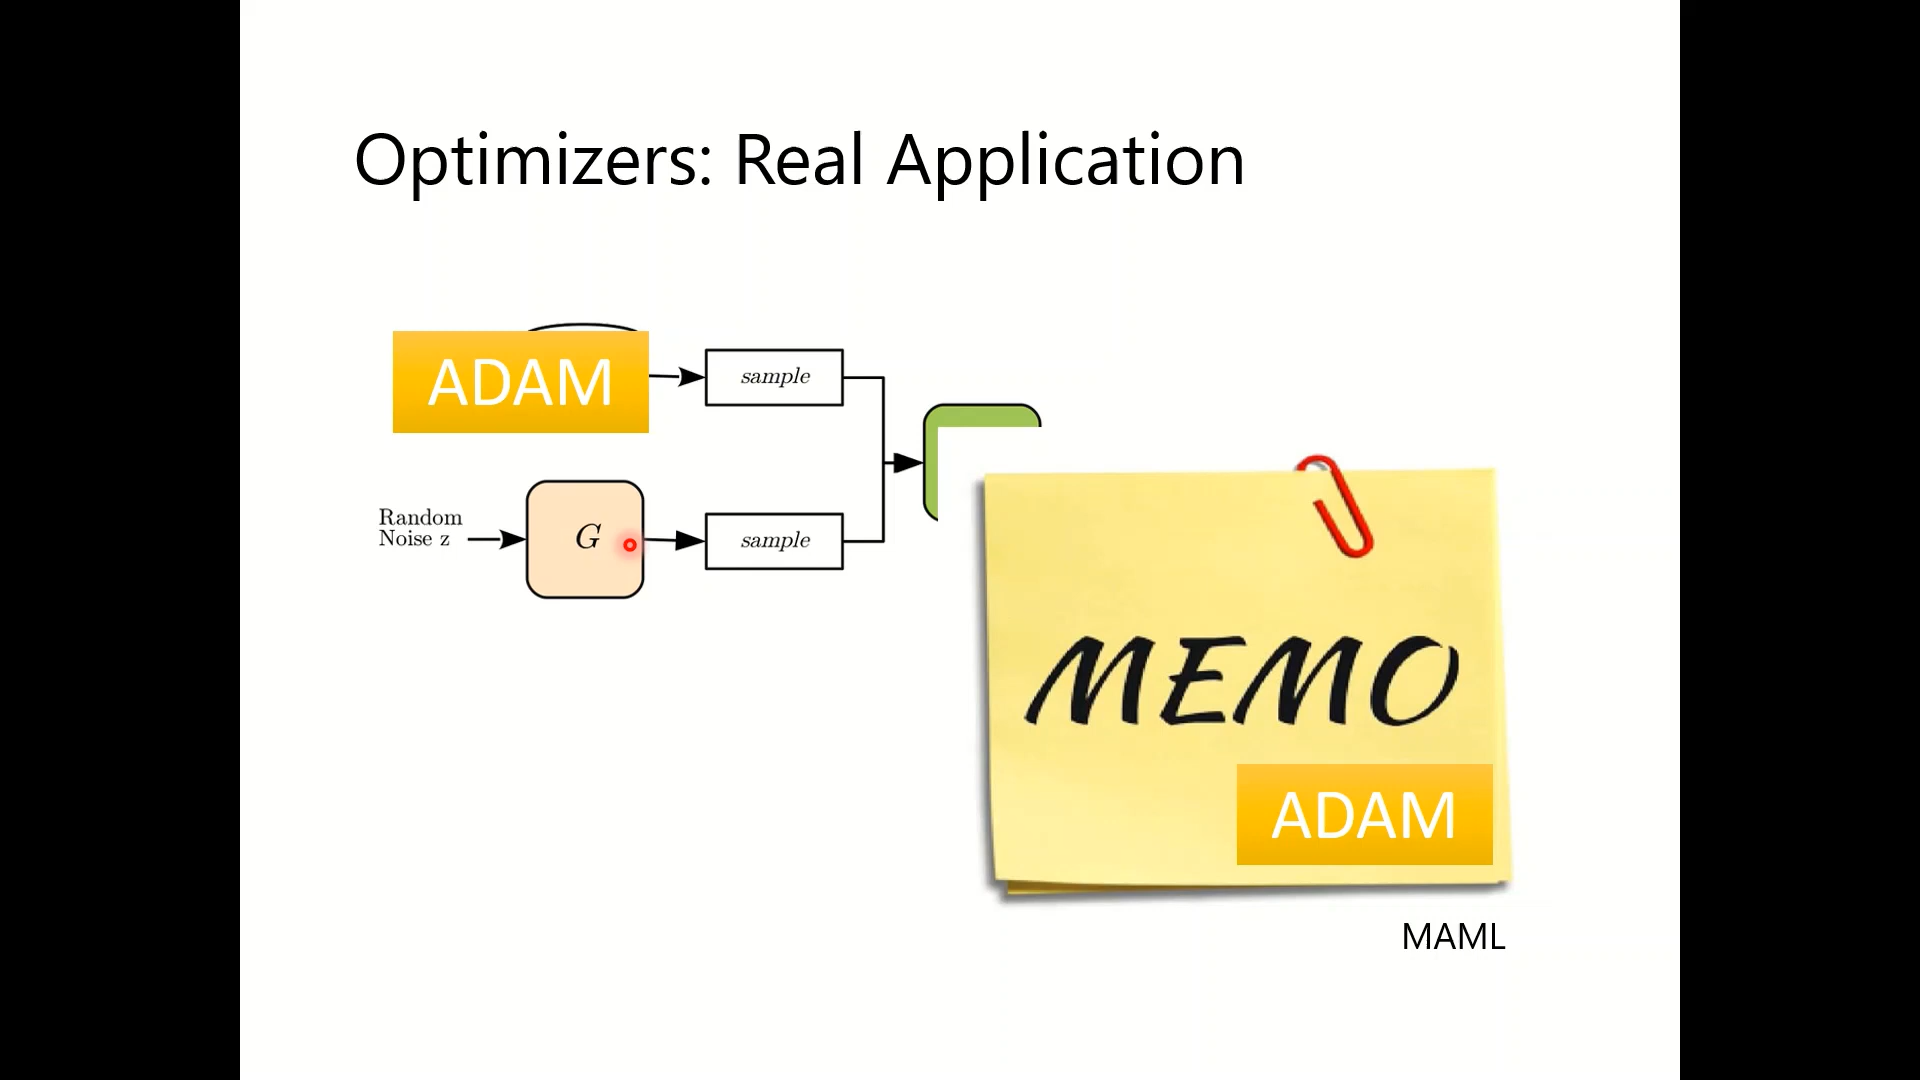 Optimizers: Real Application
ADAM
sample
Random
Noise z
G
sample
MEMO
ADAM
MAML